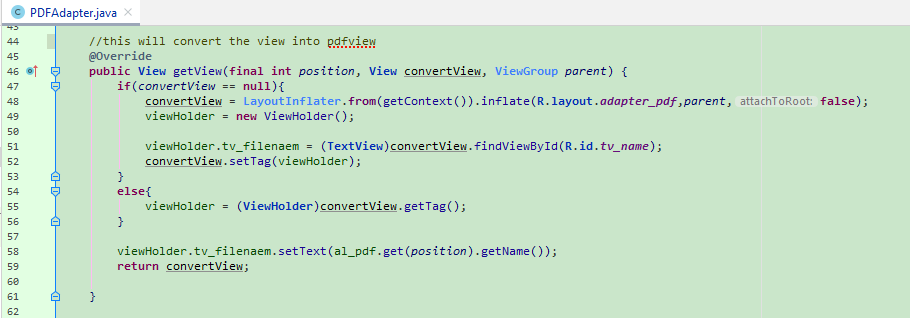 PDFAdapter.java
43
44 //this will convert the view into pdfview
45 @Override
46 public View getView(final int position, View convertView, ViewGroup parent) {
47 if(convertView == null){
48 convertView = LayoutInflater.from(getContext()).inflate(R.layout.adapter_pdf,parent, attachToRoot: false);
49 viewHolder = new ViewHolder();
50
51 viewHolder.tv_filenaem = (TextView)convertView.findViewById(R.id.tv_name);
52 convertView.setTag(viewHolder);
53 }
54 else{
55 viewHolder = (ViewHolder)convertView.getTag();
56 }
57
58 viewHolder.tv_filenaem.setText(al_pdf.get(position).getName());
59 return convertView;
60
61 }
62